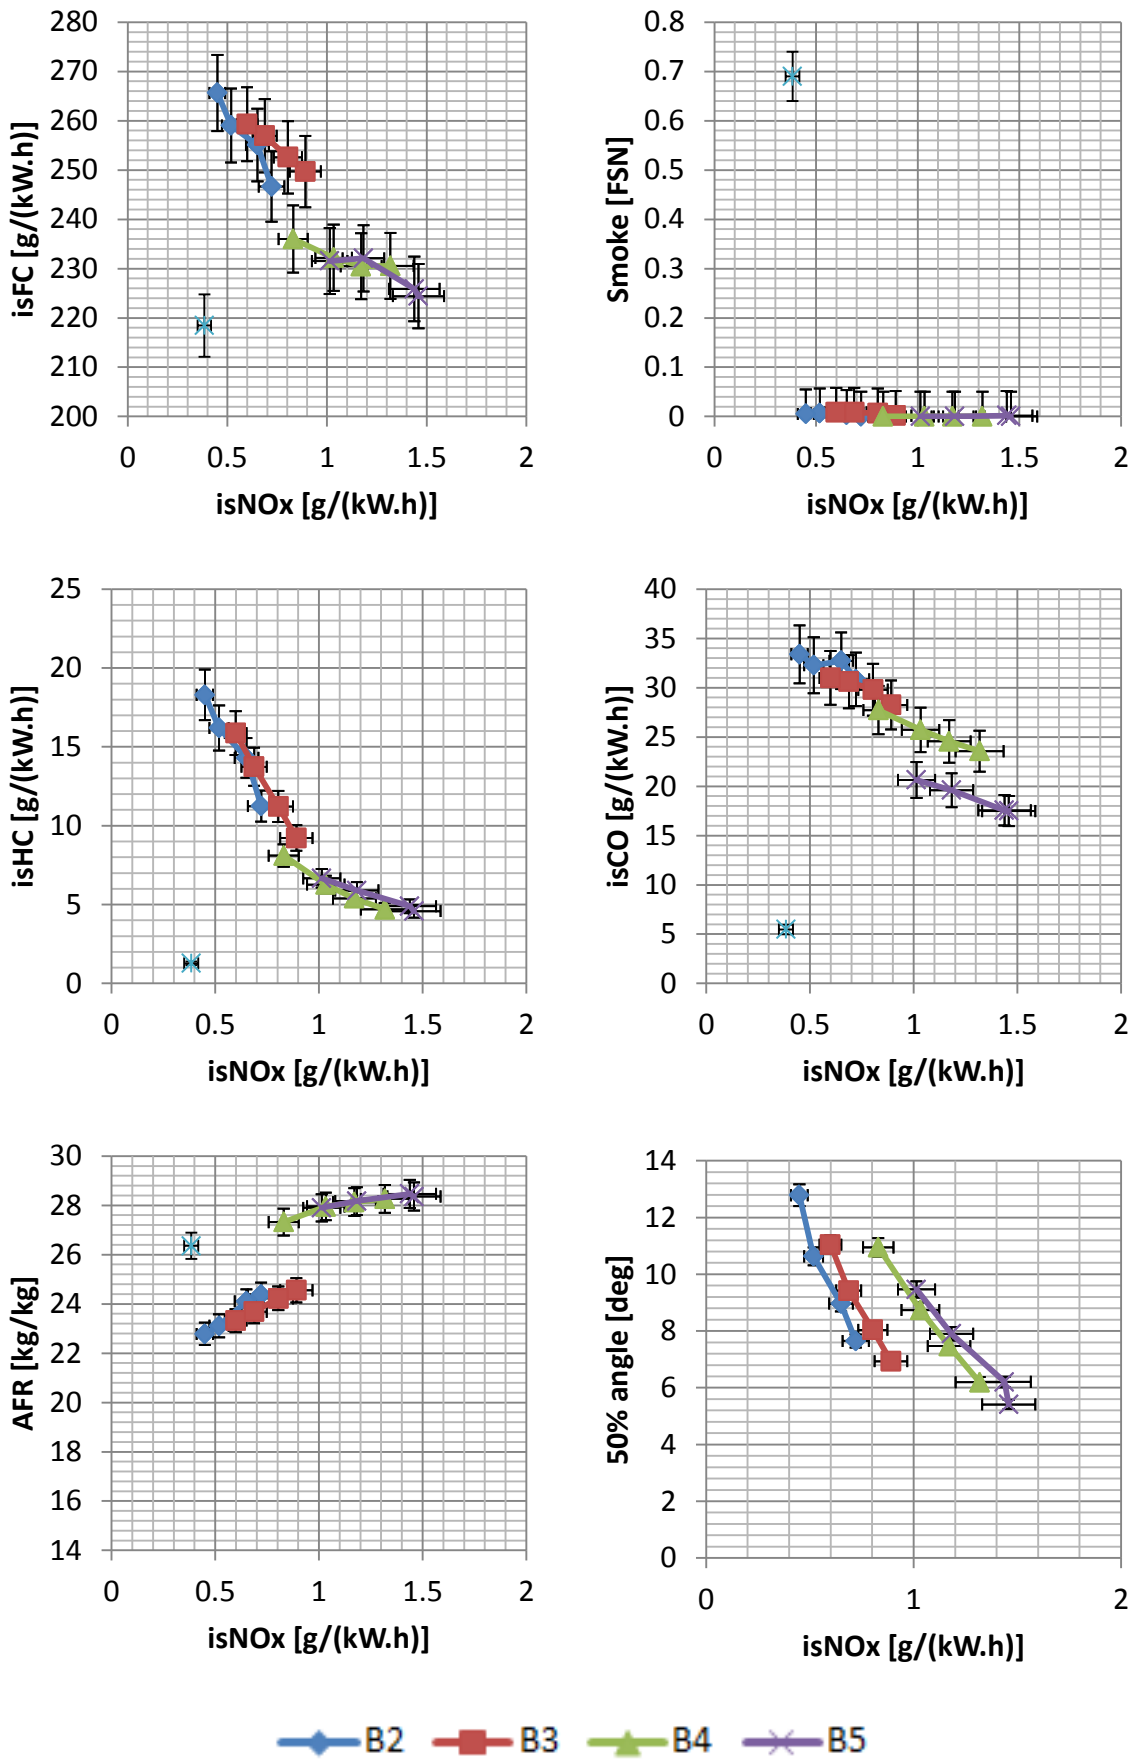 280
270
260
250
240
230
220
210
200
isFC [g/(kW.h)]
0 0.5 1 1.5 2
isNOx [g/(kW.h)]
0.8
0.7
0.6
0.5
0.4
0.3
0.2
0.1
0
Smoke [FSN]
0 0.5 1 1.5 2
isNOx [g/(kW.h)]
25
20
15
10
5
0
isHC [g/(kW.h)]
0 0.5 1 1.5 2
isNOx [g/(kW.h)]
40
35
30
25
20
15
10
5
0
isCO [g/(kW.h)]
0 0.5 1 1.5 2
isNOx [g/(kW.h)]
30
28
26
24
22
20
18
16
14
AFR [kg/kg]
0 0.5 1 1.5 2
isNOx [g/(kW.h)]
14
12
10
8
6
4
2
0
50% angle [deg]
0 1 2
isNOx [g/(kW.h)]
B2 B3 B4 B5